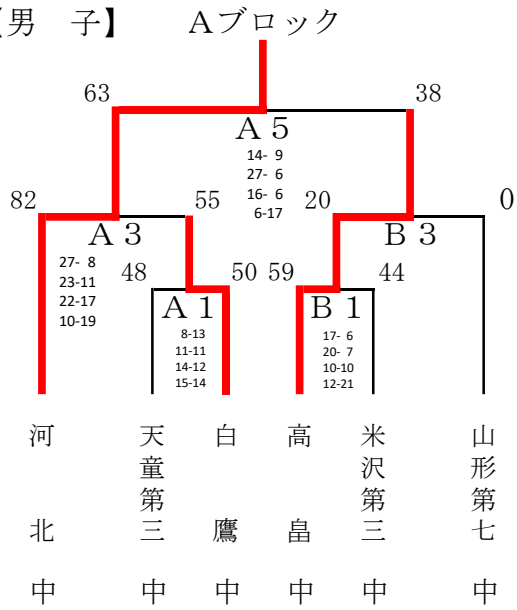 【男 子】 Aブロック
63 38
A5
14- 9
27- 6
16- 6
6-17
82 55 20 0
A3 B3
27- 8
23-11
22-17
10-19
48 50 59 44
A1 B1
8-13
11-11
14-12
15-14
17- 6
20- 7
10-10
12-21
河北中
天童第三中
白鷹中
高畠中
米沢第三中
山形第七中